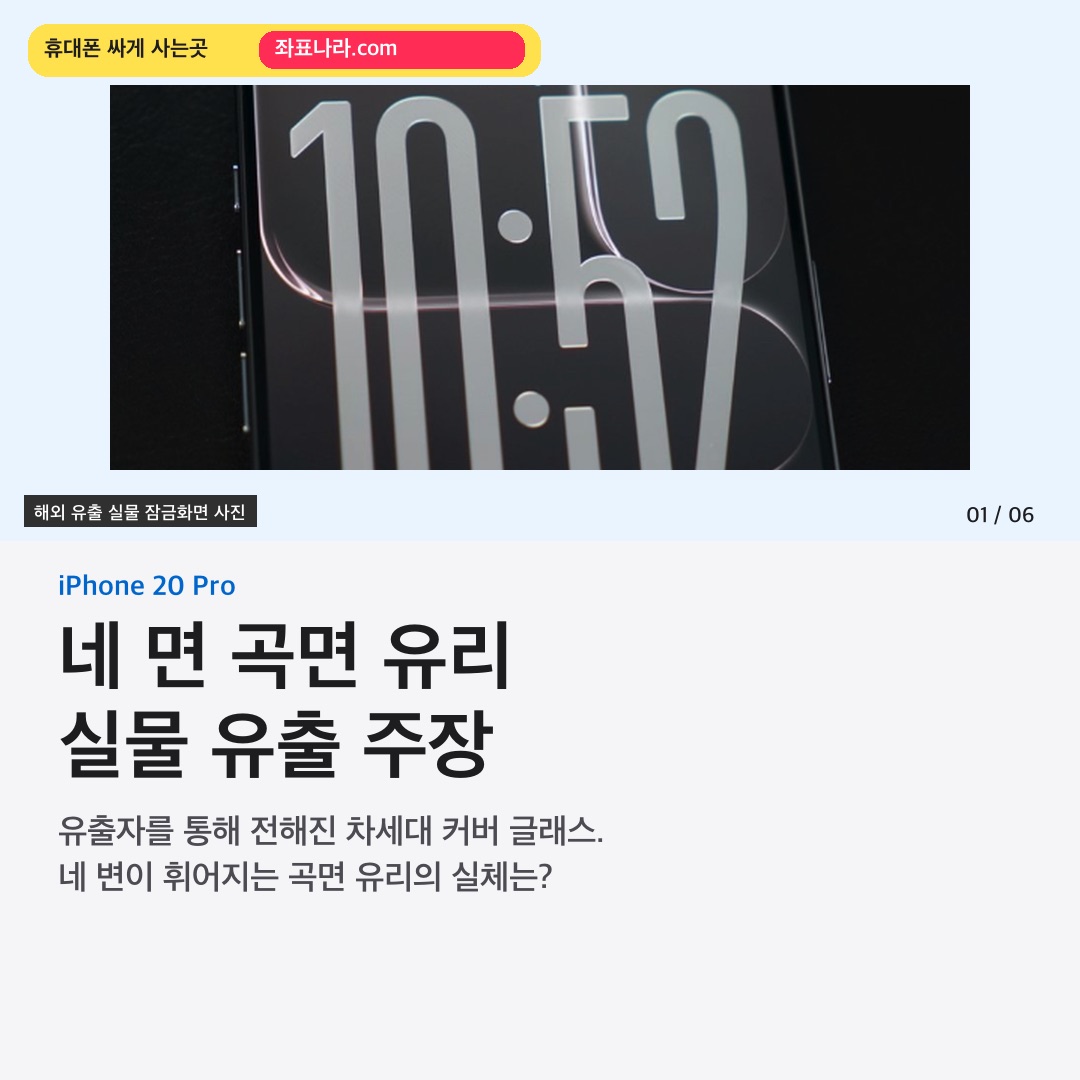 휴대폰 싸게 사는곳 좌표나라.com
10:52
해외 유출 실물 잠금화면 사진
01 / 06
iPhone 20 Pro
네 면 곡면 유리
실물 유출 주장
유출자를 통해 전해진 차세대 커버 글래스.
네 변이 휘어지는 곡면 유리의 실체는?